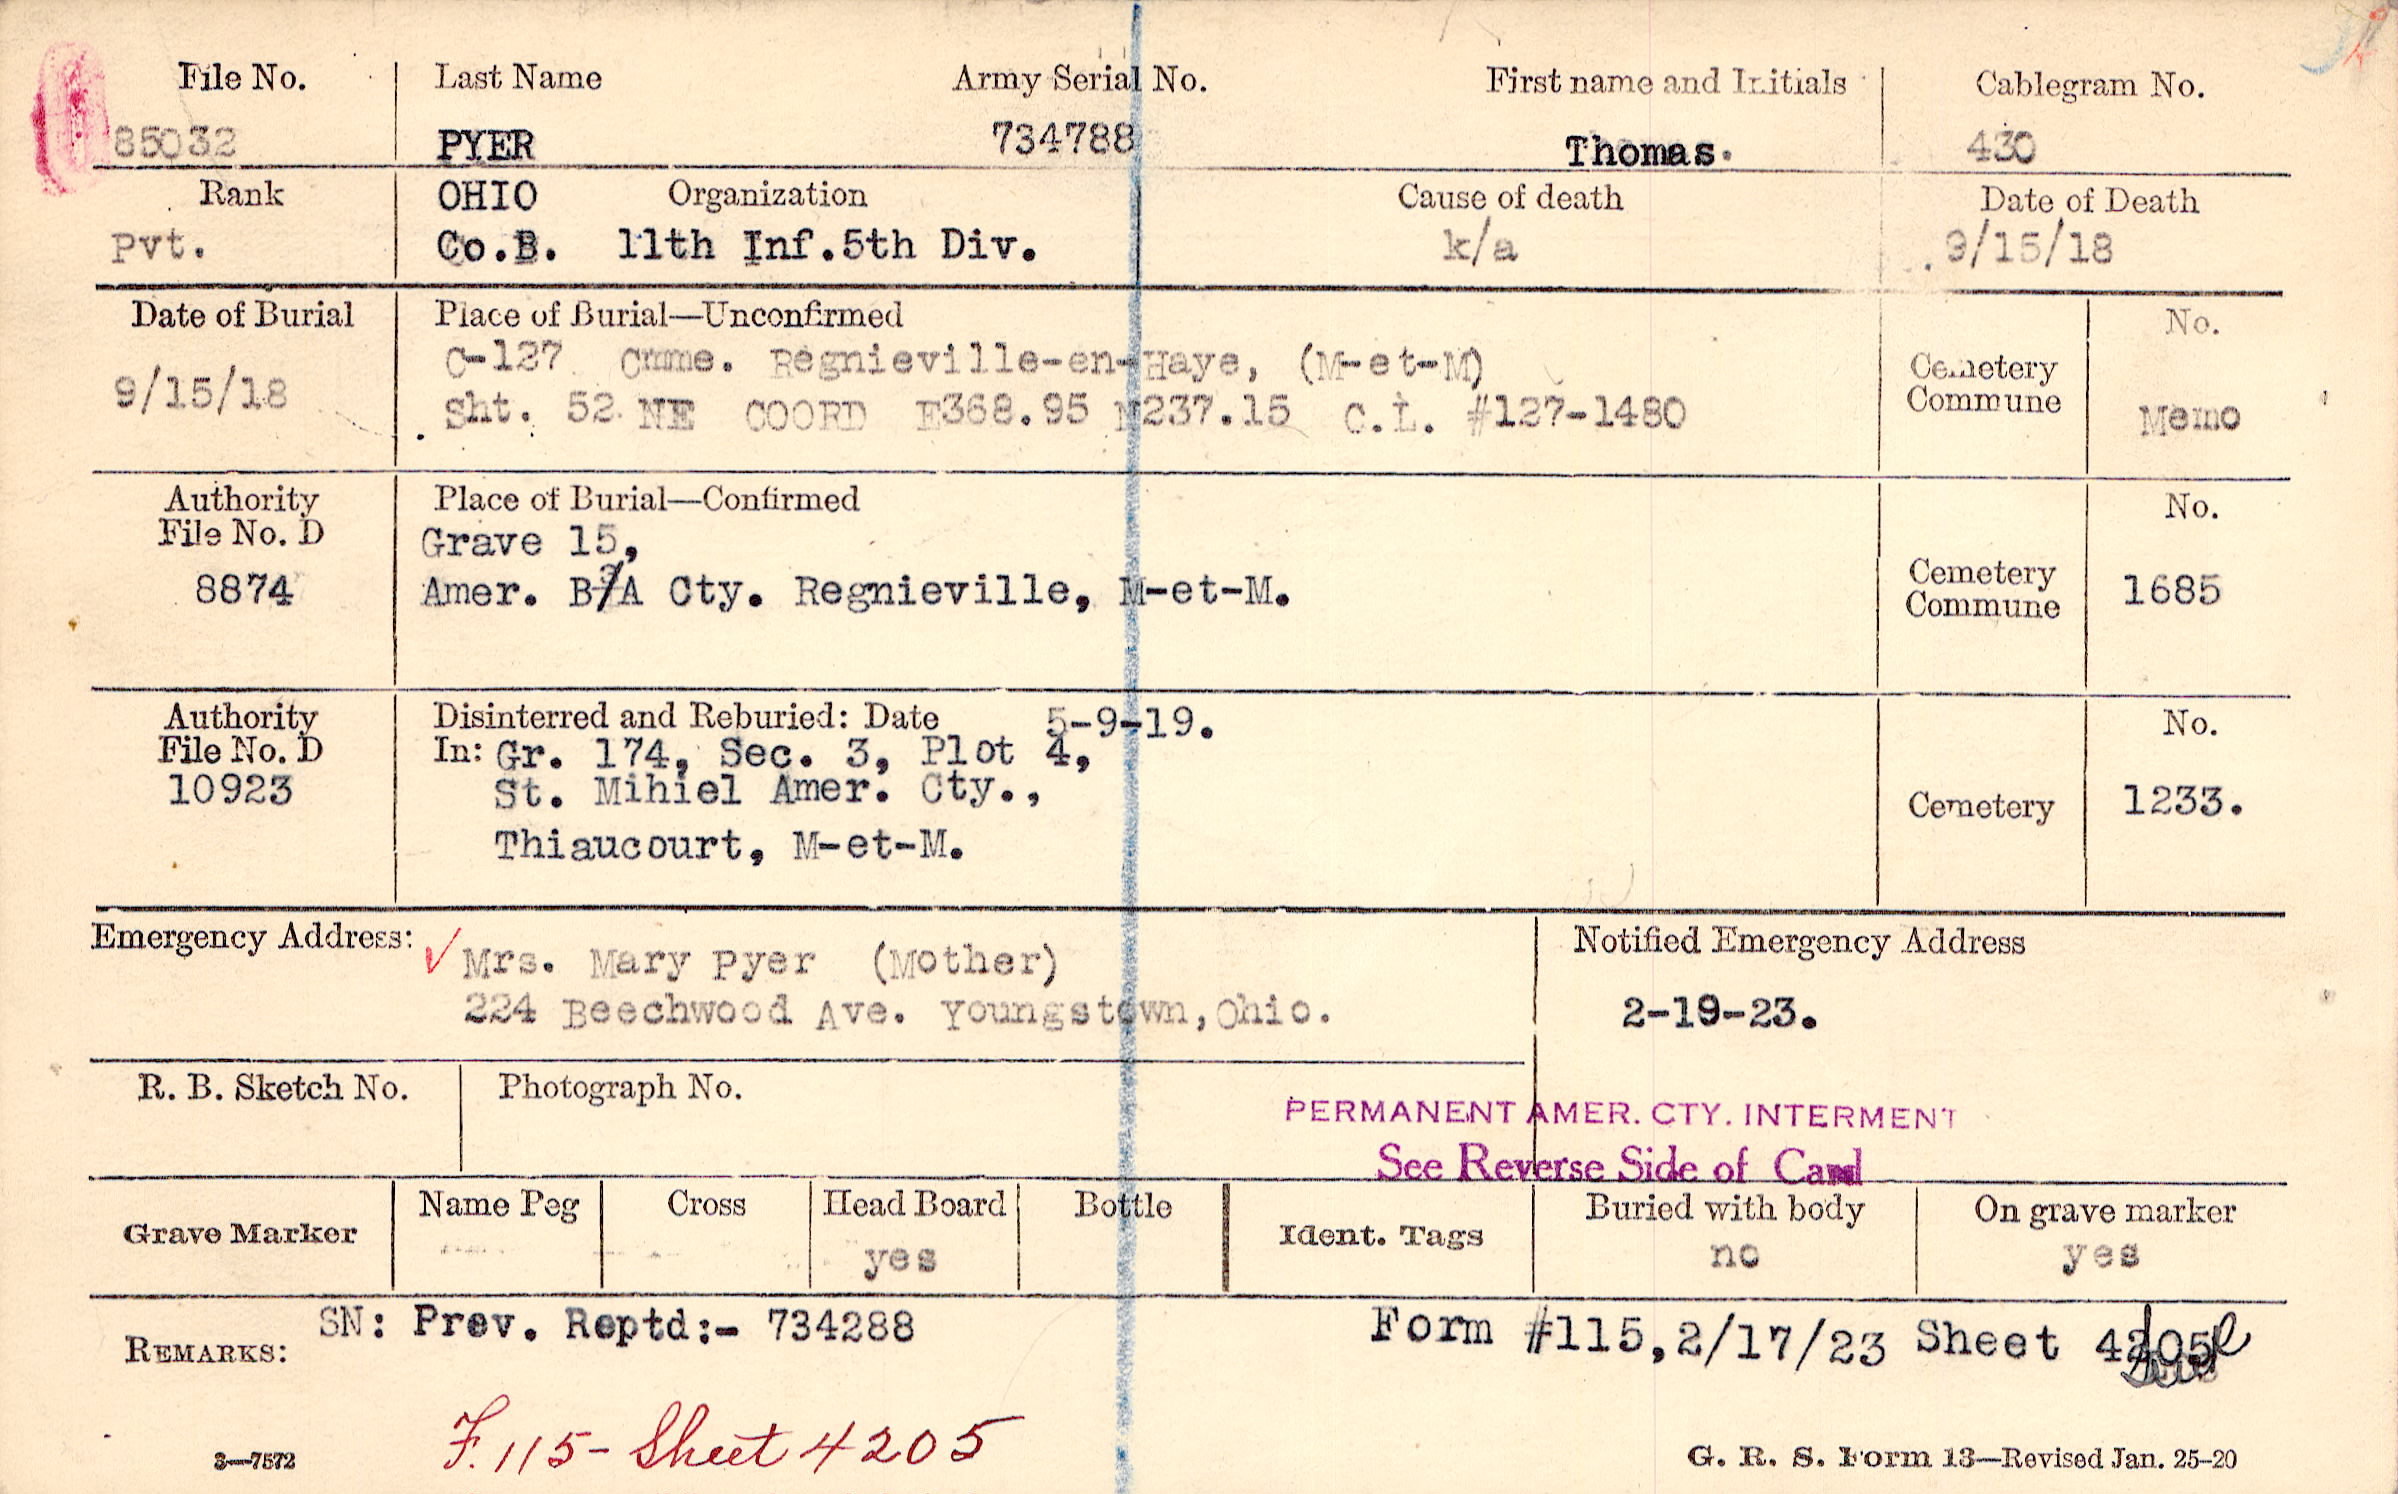 File No. Last Name Army Serial No. First name and Initials Cablegram No.
85032 PYER 734788 Thomas. 430
Rank OHIO Organization Cause of death Date of Death
Pvt. Co.B. 11th Inf.5th Div. k/a 9/15/18
Date of Burial Place of Burial—Unconfirmed No.
C-127 Cmme. Regnieville-en-Haye, (M-et-M)
9/15/18 Sht. 52 NE COORD E368.95 N237.15 C.L. #127-1480 Cemetery
Commune Memo
Authority Place of Burial—Confirmed No.
File No. D Grave 15,
8874 Amer. B/A Cty. Regnieville, M-et-M. Cemetery
Commune 1685
Authority Disinterred and Reburied: Date 5-9-19. No.
File No. D In: Gr. 174, Sec. 3, Plot 4,
10923 St. Mihiel Amer. Cty., Cemetery 1233.
Thiaucourt, M-et-M.
Emergency Address: Mrs. Mary Pyer (Mother) Notified Emergency Address
224 Beechwood Ave. Youngstown,Ohio. 2-19-23.
R. B. Sketch No. Photograph No.
PERMANENT AMER. CTY. INTERMENT
See Reverse Side of Card
Grave Marker Name Peg Cross Head Board Bottle Ident. Tags Buried with body On grave marker
yes no yes
SN: Prev. Reptd:- 734288 Form #115,2/17/23 Sheet 4205
REMARKS:
F. 115 - Sheet 4205
3—7572 G. R. S. Form 13—Revised Jan. 25-20